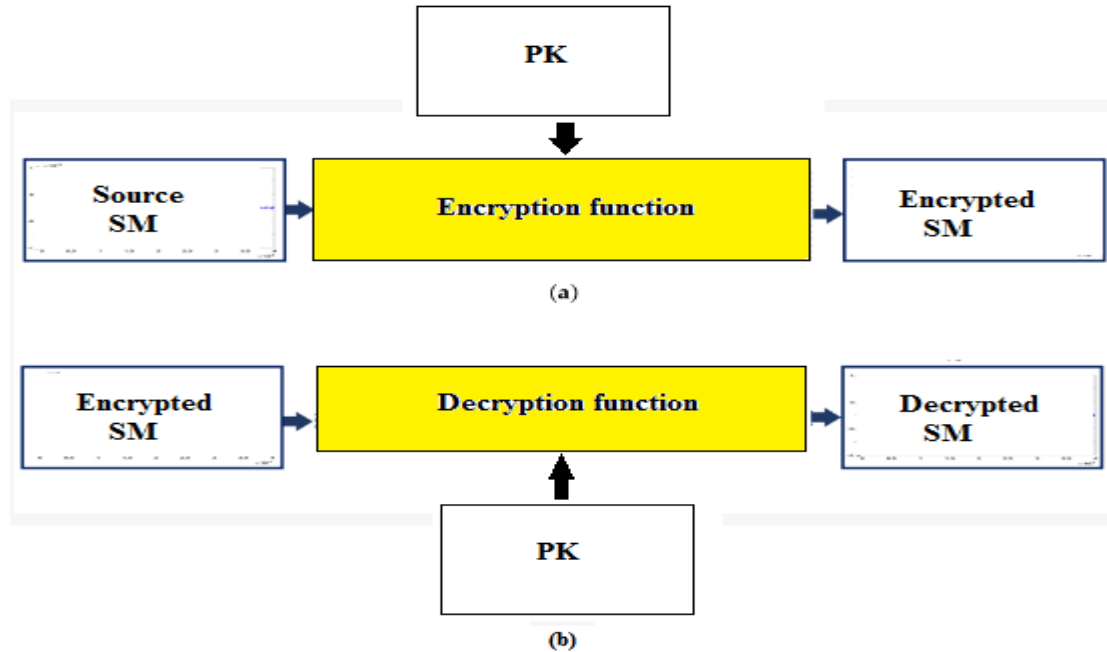 PK
Source
SM
Encryption function
Encrypted
SM
(a)
Encrypted
SM
Decryption function
Decrypted
SM
PK
(b)